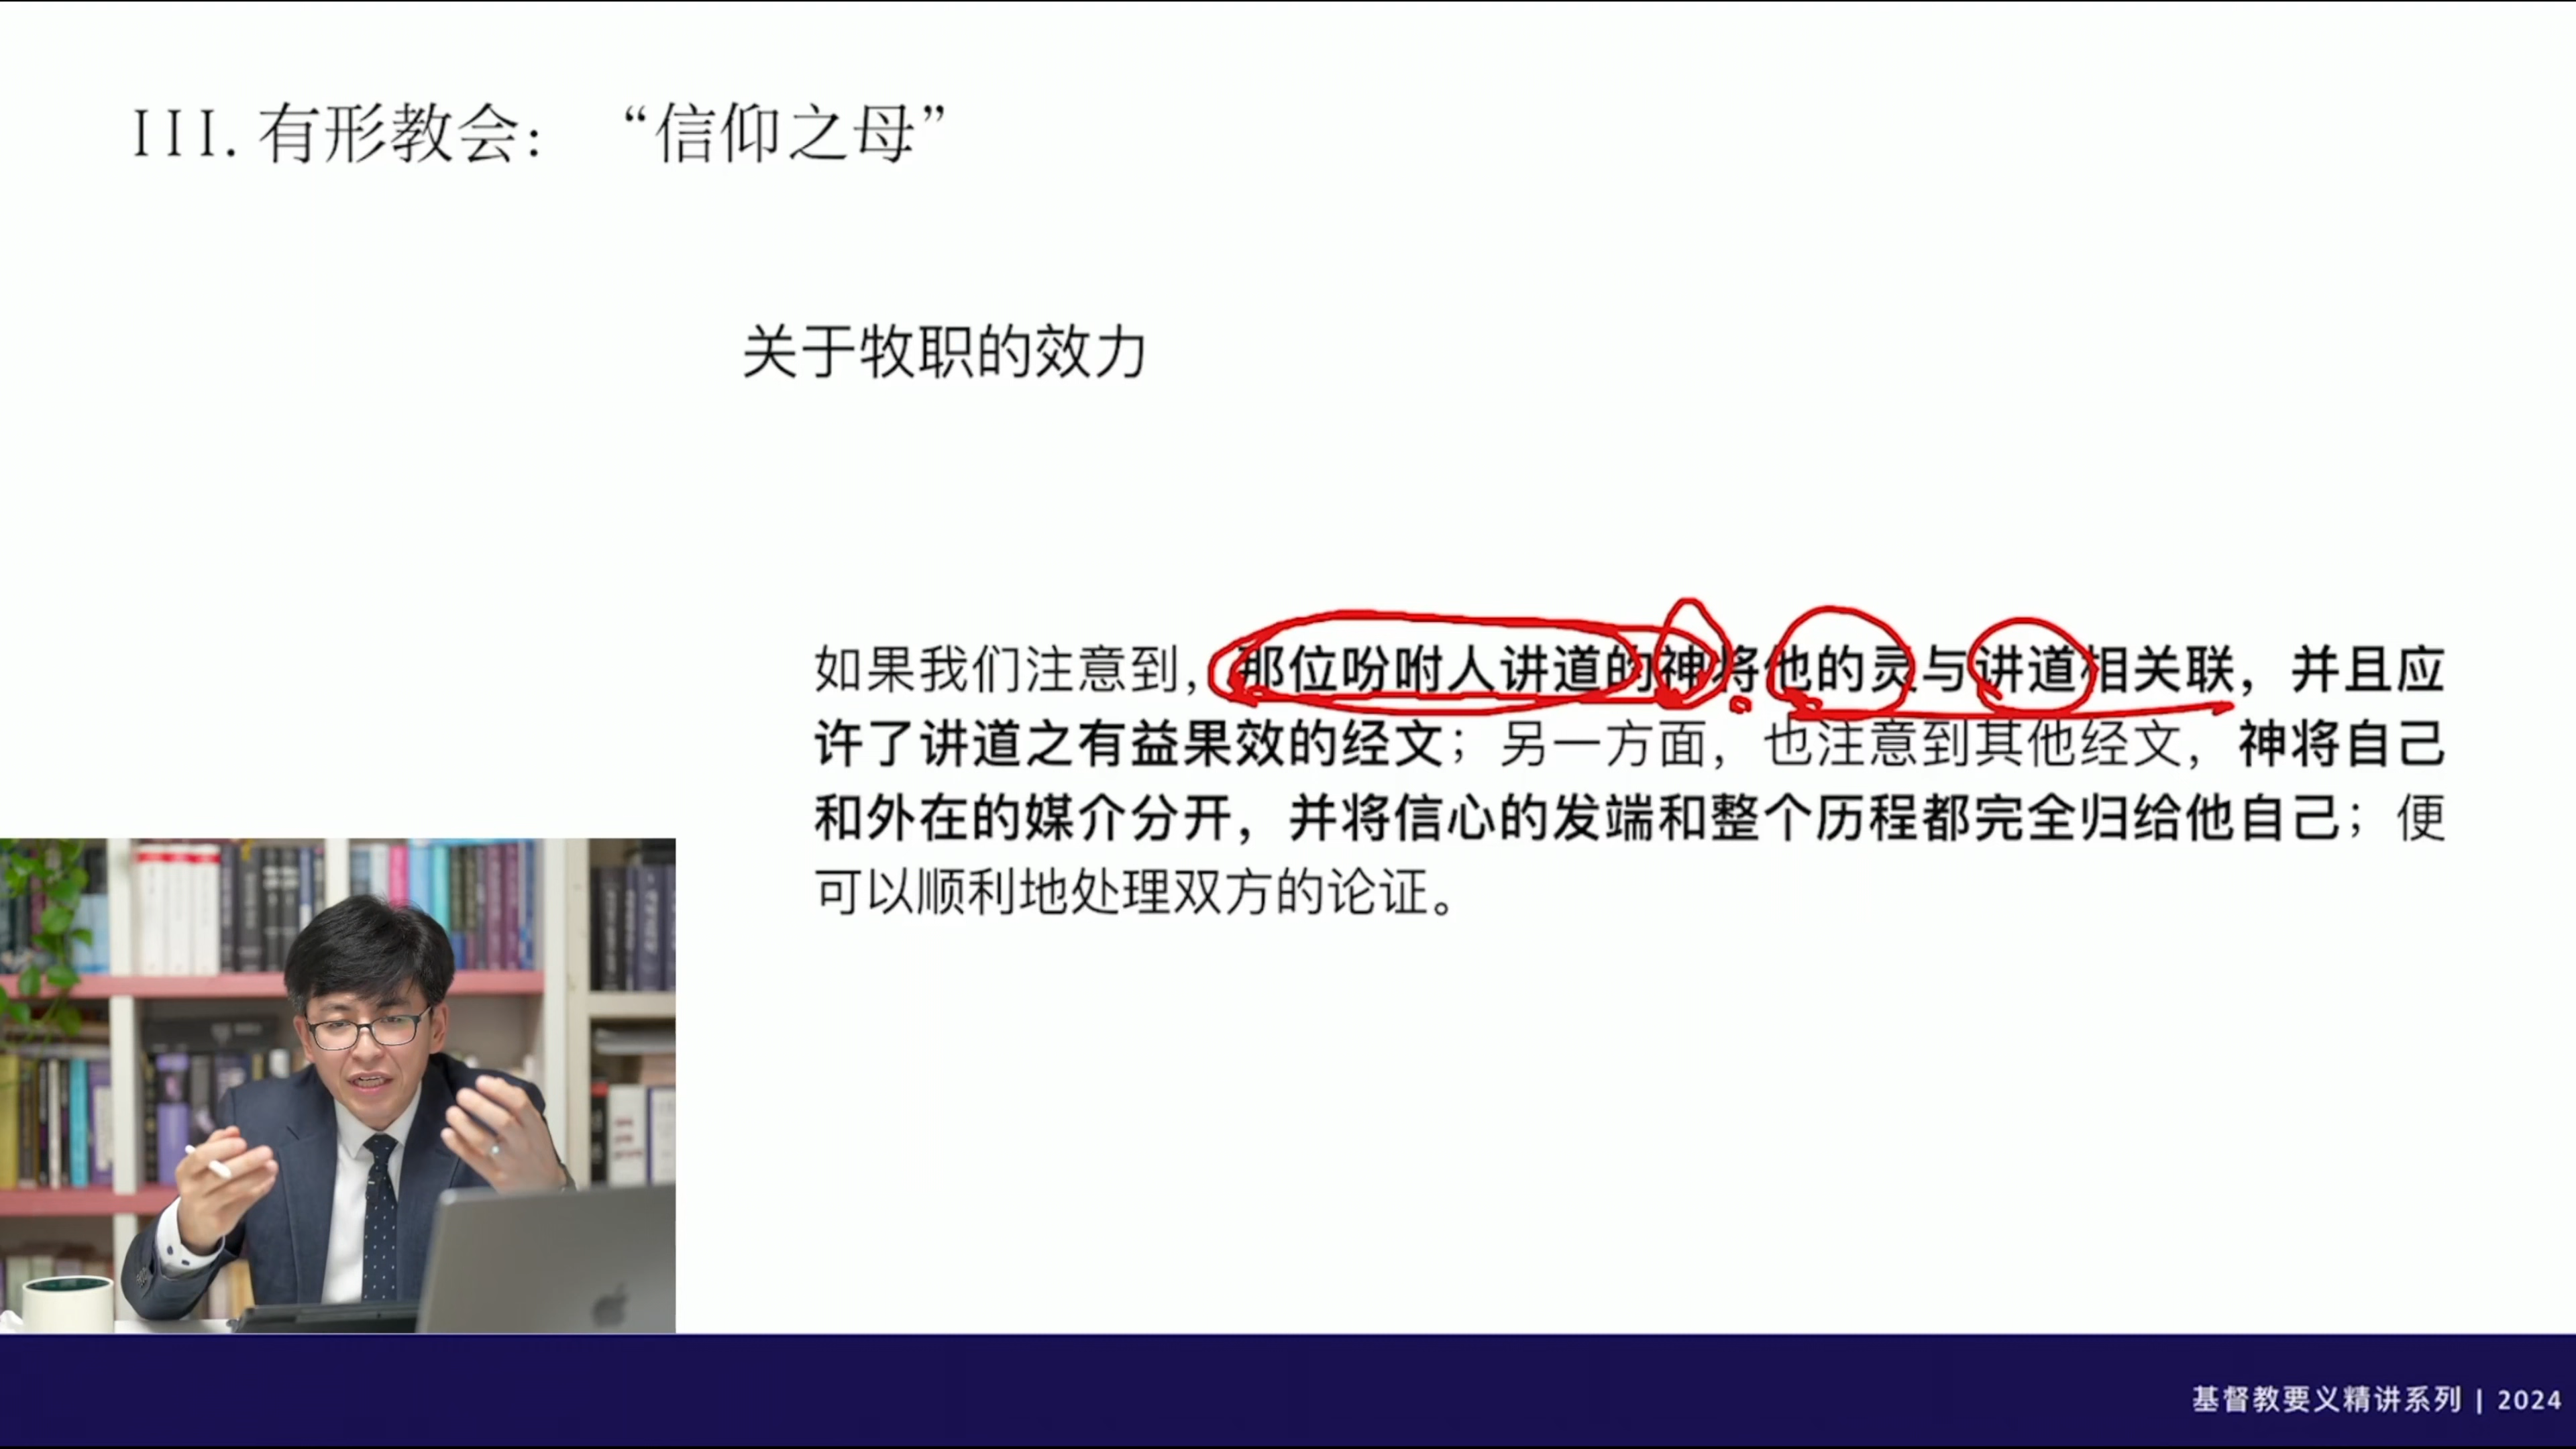 III. 有形教会：“信仰之母”
关于牧职的效力
如果我们注意到，那位吩咐人讲道的神将他的灵与讲道相关联，并且应
许了讲道之有益果效的经文；另一方面，也注意到其他经文，神将自己
和外在的媒介分开，并将信心的发端和整个历程都完全归给他自己；便
可以顺利地处理双方的论证。
基督教要义精讲系列 | 2024